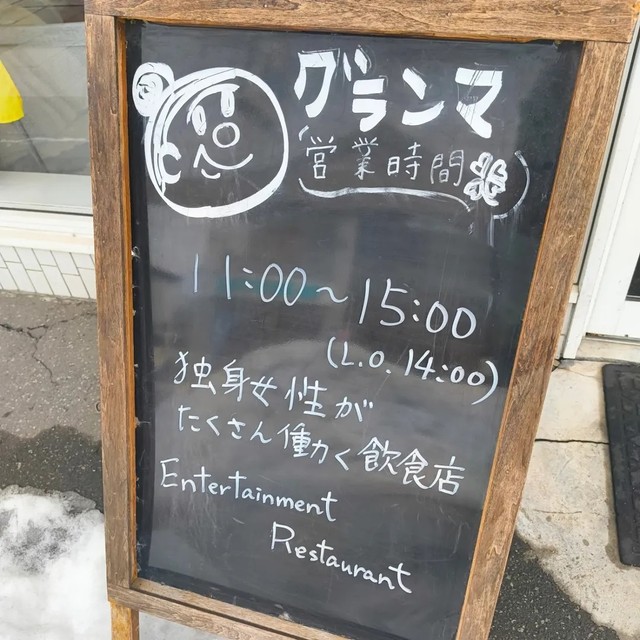 グランマ
営業時間
11:00~15:00
(L.O.14:00)
独身女性が
たくさん働く飲食店
Entertainment
Restaurant